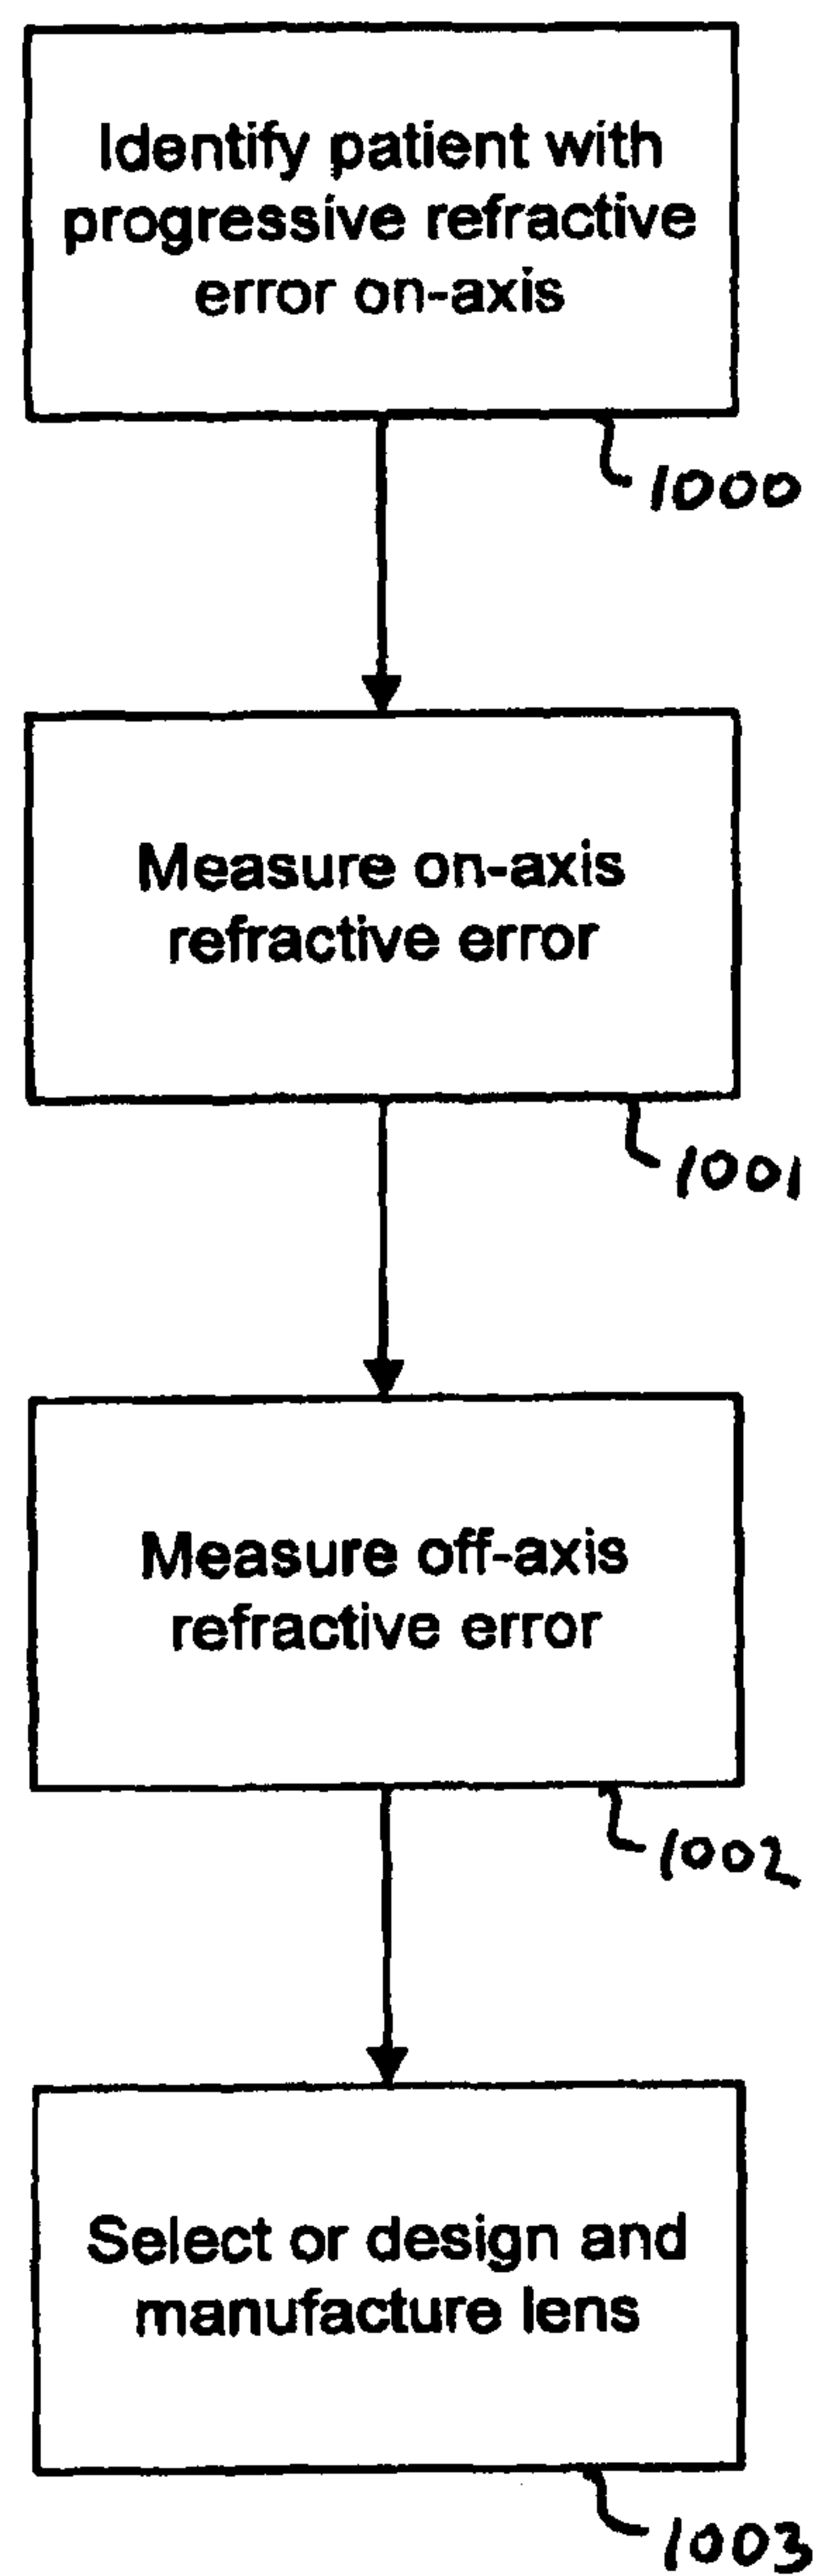 Identify patient with
progressive refractive
error on-axis
1000
Measure on-axis
refractive error
1001
Measure off-axis
refractive error
1002
Select or design and
manufacture lens
1003